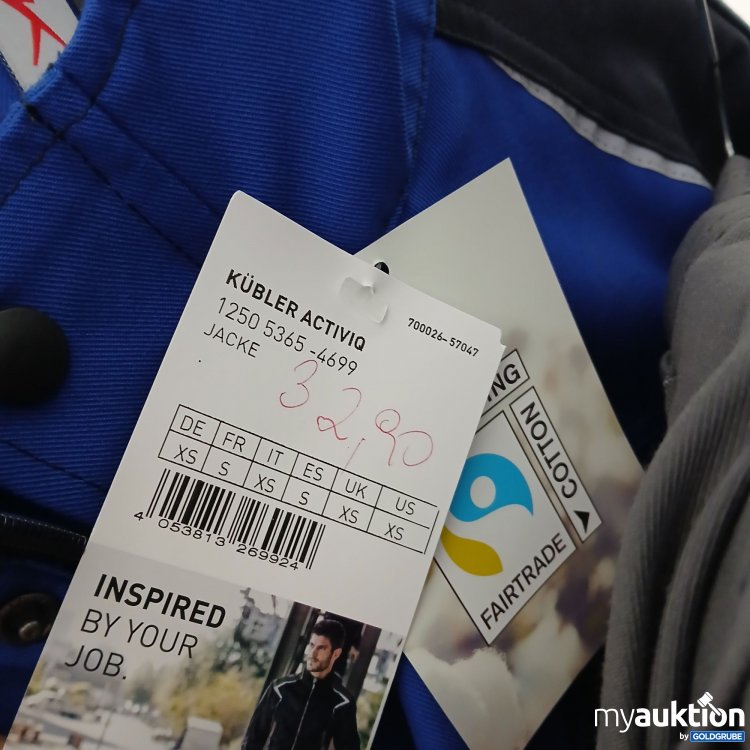 KÜBLER ACTIVIQ
1250 5365 -4699
JACKE
700026-57047
32,90
DE FR IT ES UK US
XS S XS S XS XS
4 053813 269924
INSPIRED
BY YOUR
JOB.
COTTON
FAIRTRADE
myauktion
by GOLDGRUBE